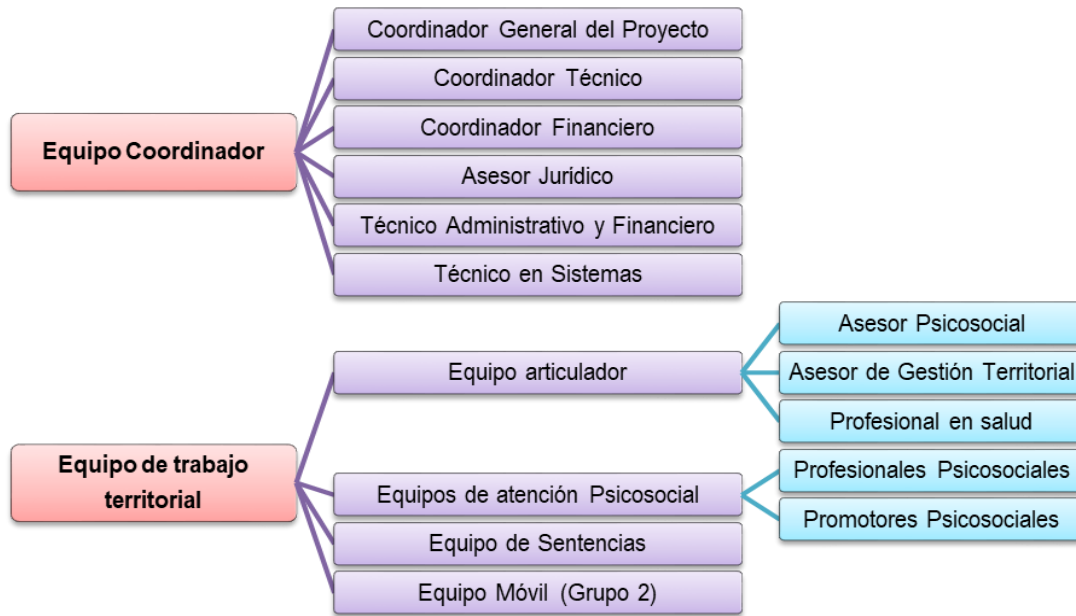 Equipo Coordinador
Coordinador General del Proyecto
Coordinador Técnico
Coordinador Financiero
Asesor Jurídico
Técnico Administrativo y Financiero
Técnico en Sistemas
Equipo de trabajo
territorial
Equipo articulador
Asesor Psicosocial
Asesor de Gestión Territorial
Profesional en salud
Equipos de atención Psicosocial
Profesionales Psicosociales
Promotores Psicosociales
Equipo de Sentencias
Equipo Móvil (Grupo 2)